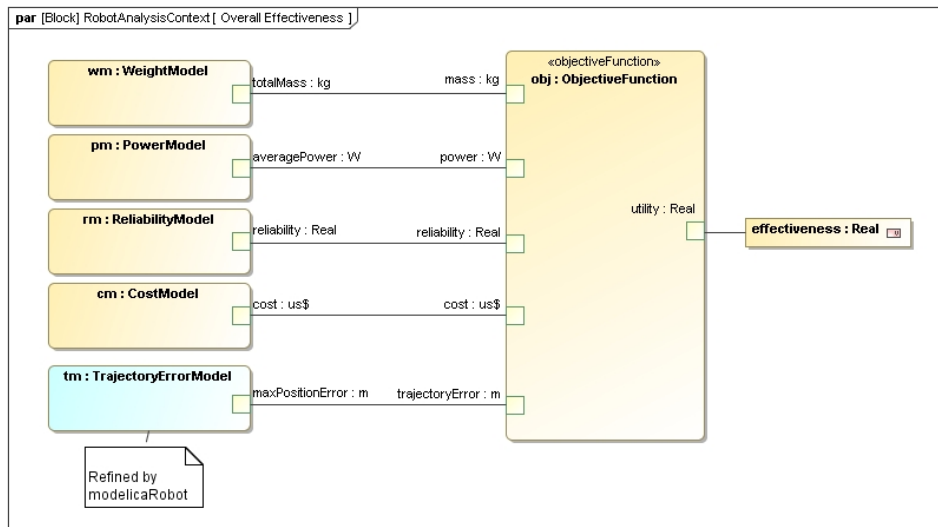 par [Block] RobotAnalysisContext [ Overall Effectiveness ]
«objectiveFunction»
obj : ObjectiveFunction
wm : WeightModel
totalMass : kg
mass : kg
pm : PowerModel
averagePower : W
power : W
rm : ReliabilityModel
reliability : Real
reliability : Real
utility : Real
effectiveness : Real
cm : CostModel
cost : us$
cost : us$
tm : TrajectoryErrorModel
maxPositionError : m
trajectoryError : m
Refined by
modelicaRobot